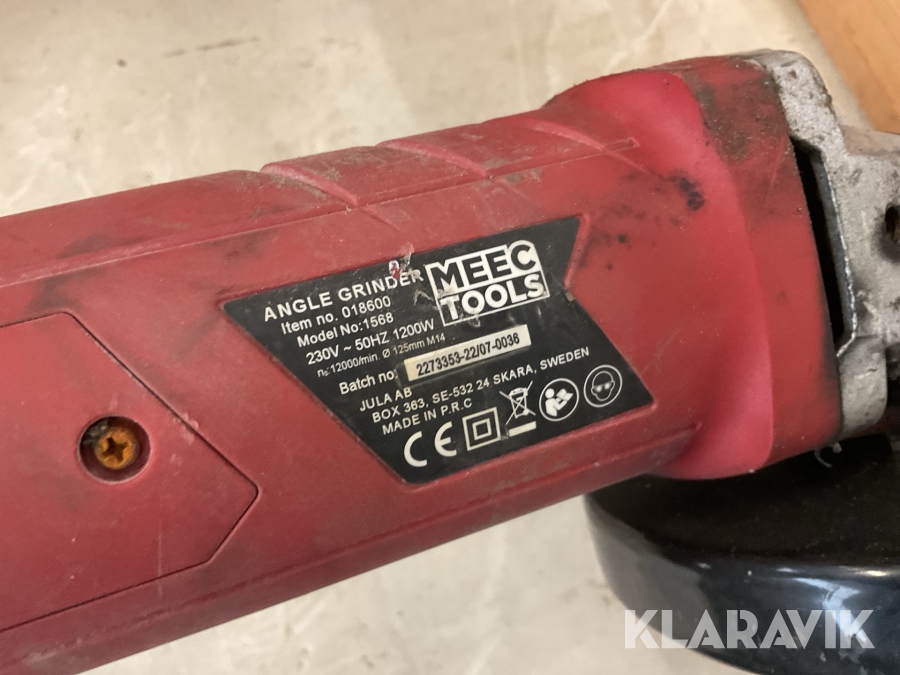 ANGLE GRINDER
Item no. 018600
Model No:1568
230V ~ 50HZ 1200W
n₀: 12000/min. Ø 125mm M14
Batch no: 2273353-22/07-0036
JULA AB
BOX 363, SE-532 24 SKARA, SWEDEN
MADE IN P.R.C
MEEC
TOOLS
CE
KLARAVIK